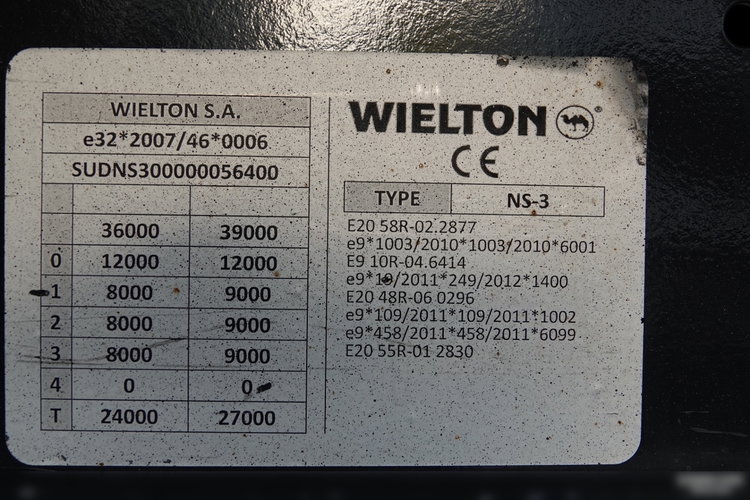 WIELTON S.A.
e32*2007/46*0006
SUDNS300000056400
36000 39000
0 12000 12000
1 8000 9000
2 8000 9000
3 8000 9000
4 0 0
T 24000 27000
WIELTON ®
CE
TYPE NS-3
E20 58R-02.2877
e9*1003/2010*1003/2010*6001
E9 10R-04.6414
e9*19/2011*249/2012*1400
E20 48R-06 0296
e9*109/2011*109/2011*1002
e9*458/2011*458/2011*6099
E20 55R-01 2830